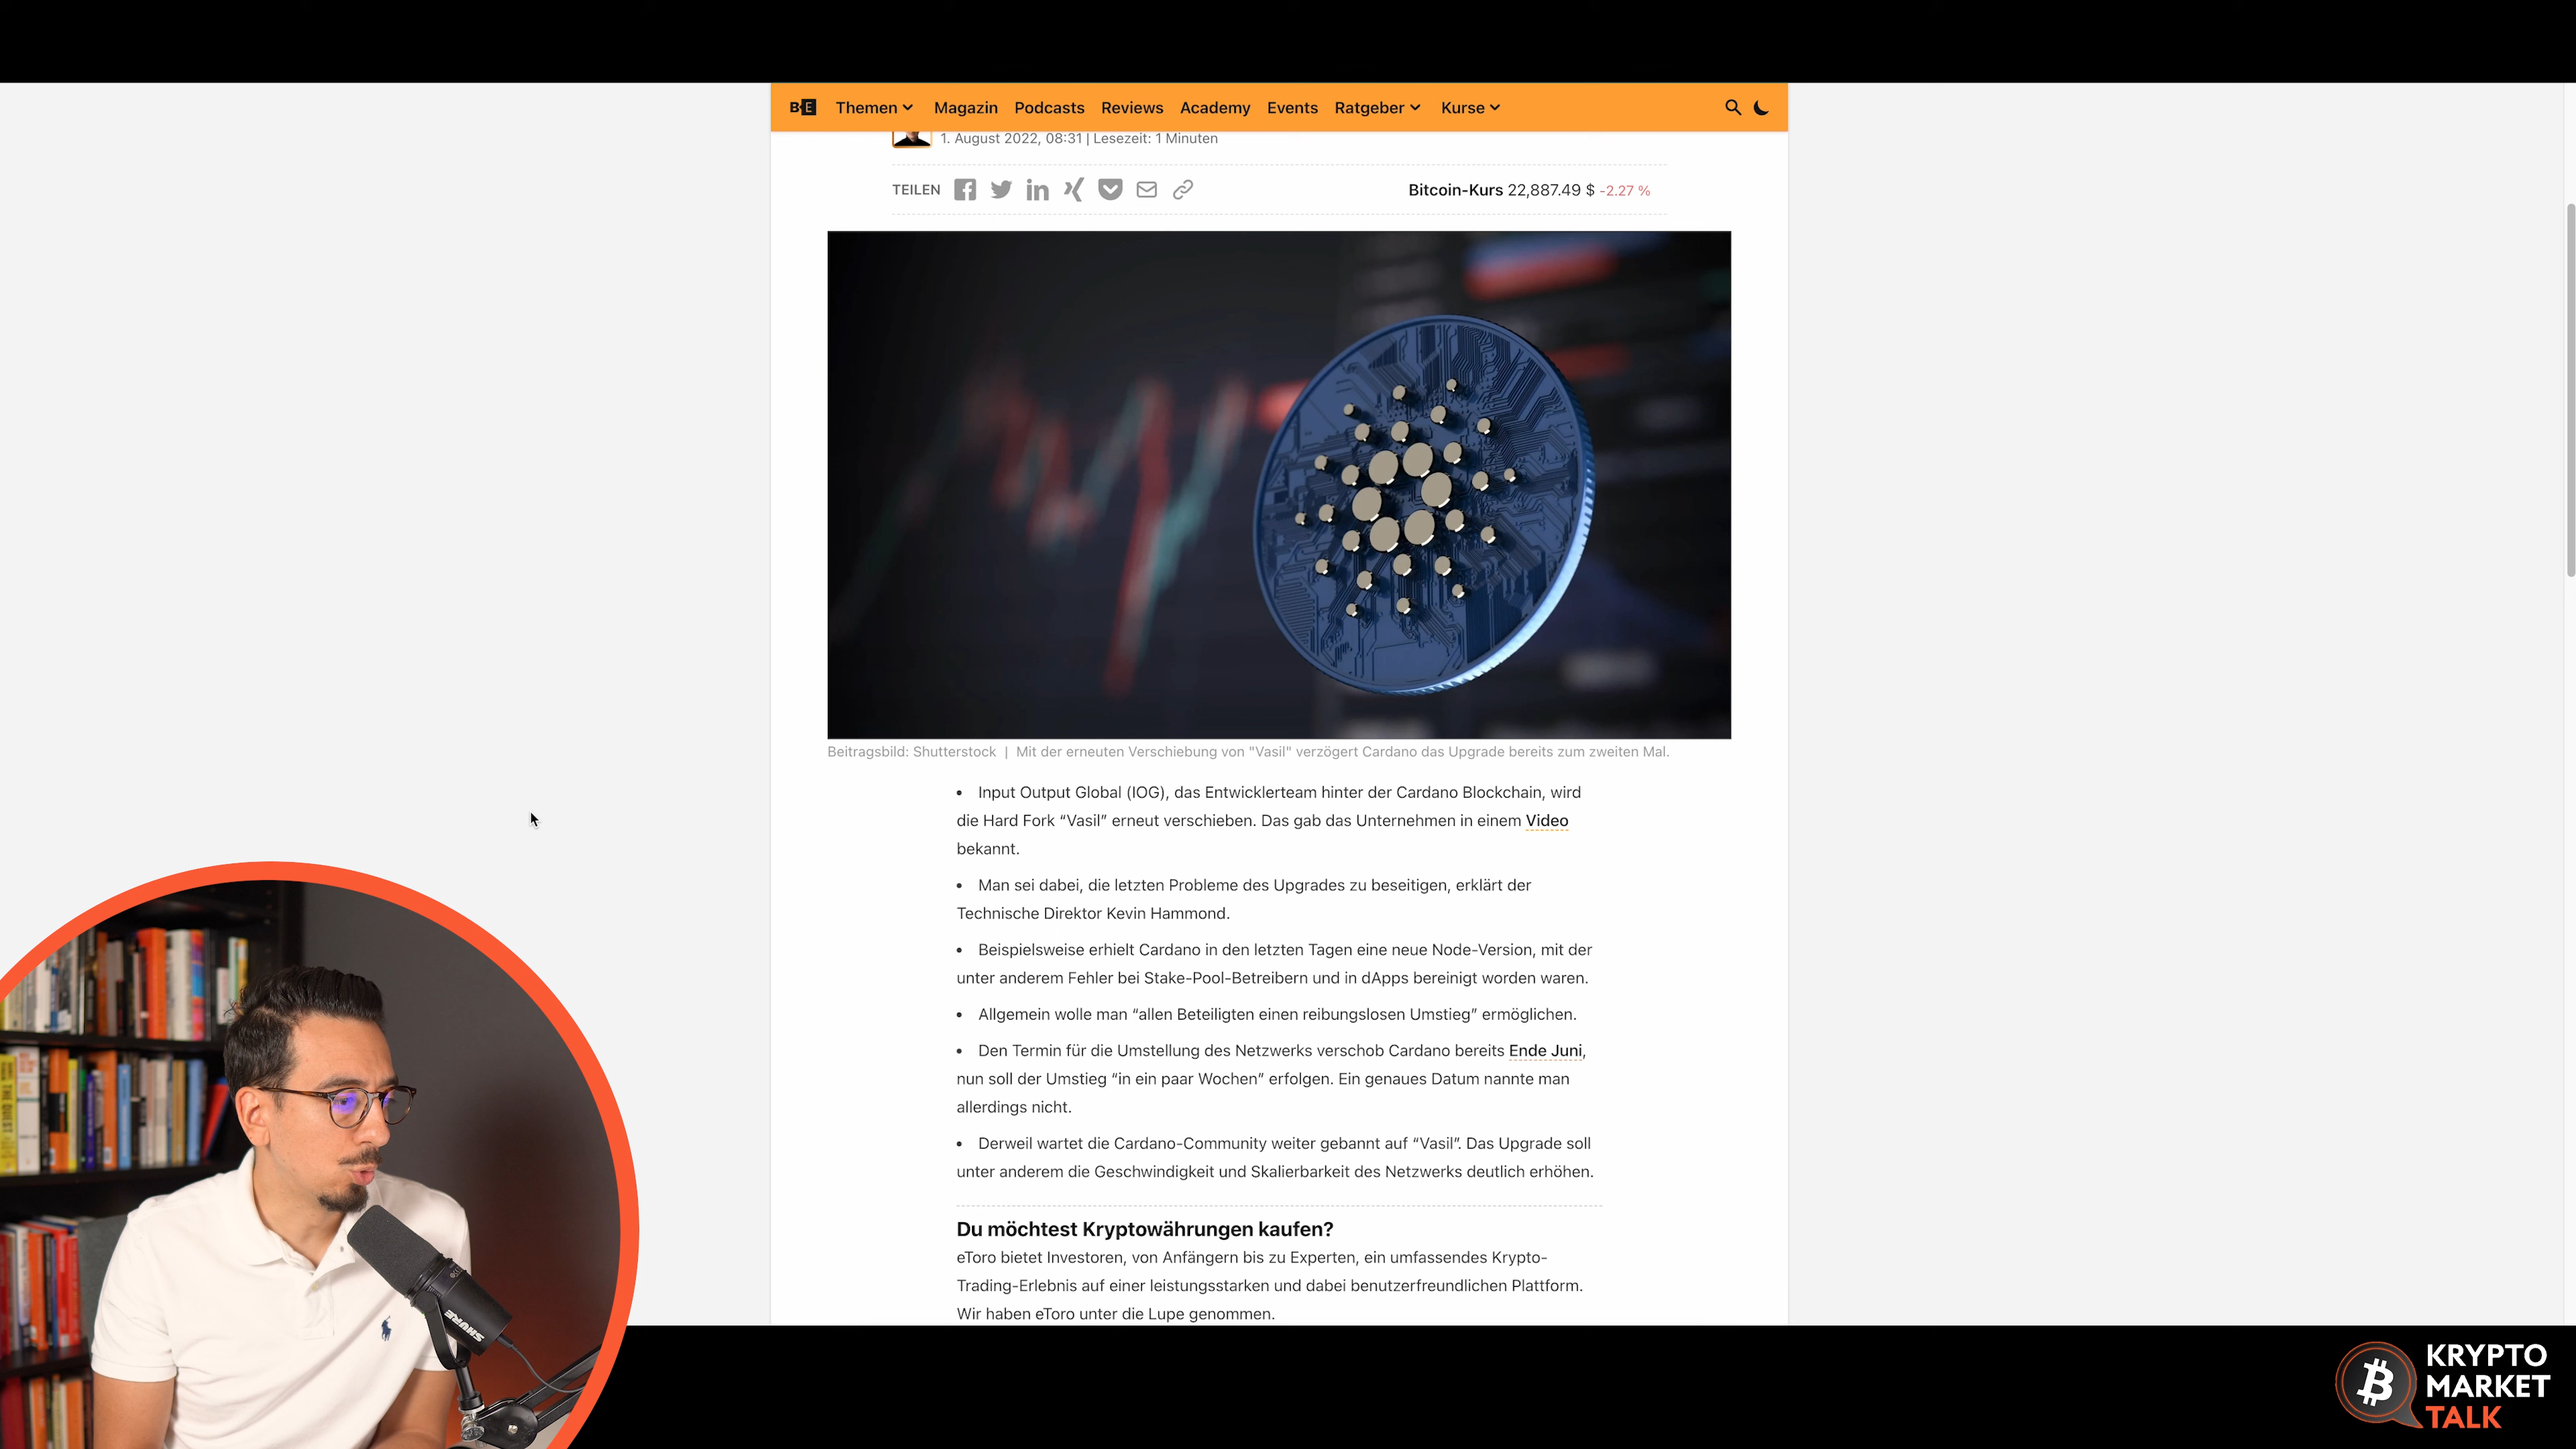 B E Themen Magazin Podcasts Reviews Academy Events Ratgeber Kurse
1. August 2022, 08:31 | Lesezeit: 1 Minuten
TEILEN
Bitcoin-Kurs 22,887.49 $ -2.27 %
Beitragsbild: Shutterstock | Mit der erneuten Verschiebung von "Vasil" verzögert Cardano das Upgrade bereits zum zweiten Mal.
• Input Output Global (IOG), das Entwicklerteam hinter der Cardano Blockchain, wird
die Hard Fork “Vasil” erneut verschieben. Das gab das Unternehmen in einem Video
bekannt.
• Man sei dabei, die letzten Probleme des Upgrades zu beseitigen, erklärt der
Technische Direktor Kevin Hammond.
• Beispielsweise erhielt Cardano in den letzten Tagen eine neue Node-Version, mit der
unter anderem Fehler bei Stake-Pool-Betreibern und in dApps bereinigt worden waren.
• Allgemein wolle man “allen Beteiligten einen reibungslosen Umstieg” ermöglichen.
• Den Termin für die Umstellung des Netzwerks verschob Cardano bereits Ende Juni,
nun soll der Umstieg “in ein paar Wochen” erfolgen. Ein genaues Datum nannte man
allerdings nicht.
• Derweil wartet die Cardano-Community weiter gebannt auf “Vasil”. Das Upgrade soll
unter anderem die Geschwindigkeit und Skalierbarkeit des Netzwerks deutlich erhöhen.
Du möchtest Kryptowährungen kaufen?
eToro bietet Investoren, von Anfängern bis zu Experten, ein umfassendes Krypto-
Trading-Erlebnis auf einer leistungsstarken und dabei benutzerfreundlichen Plattform.
Wir haben eToro unter die Lupe genommen.
SHURE
KRYPTO
MARKET
TALK